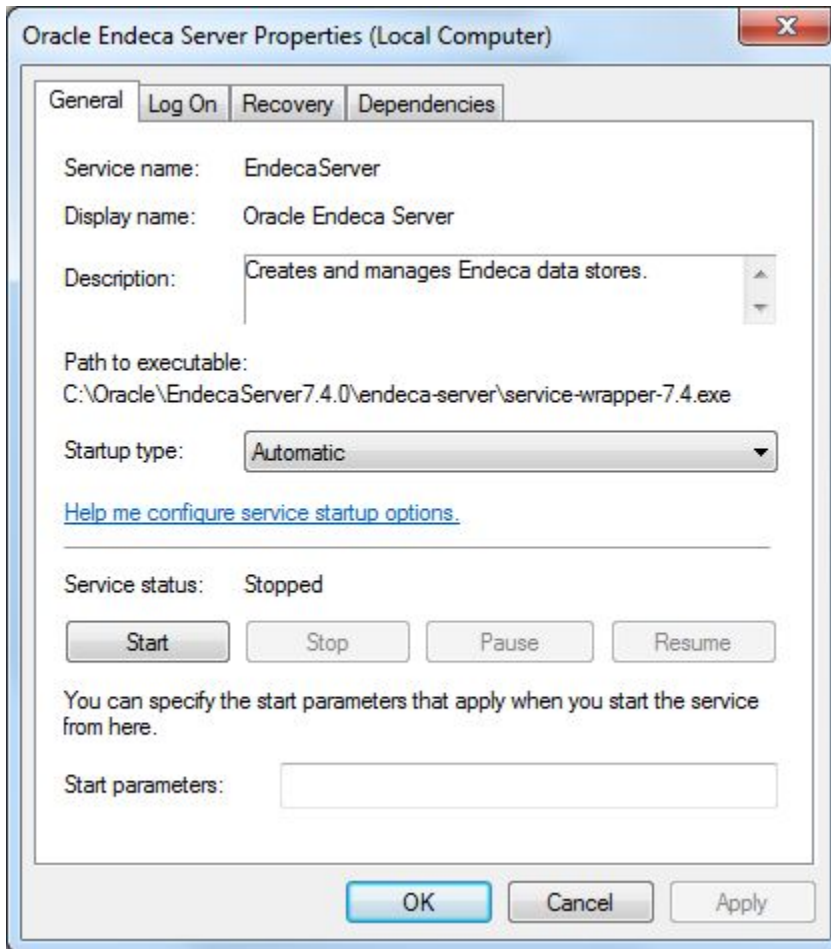 Oracle Endeca Server Properties (Local Computer)
General Log On Recovery Dependencies
Service name: EndecaServer
Display name: Oracle Endeca Server
Description: Creates and manages Endeca data stores.
Path to executable:
C:\Oracle\EndecaServer7.4.0\endeca-server\service-wrapper-7.4.exe
Startup type: Automatic
Help me configure service startup options.
Service status: Stopped
Start Stop Pause Resume
You can specify the start parameters that apply when you start the service
from here.
Start parameters:
OK Cancel Apply